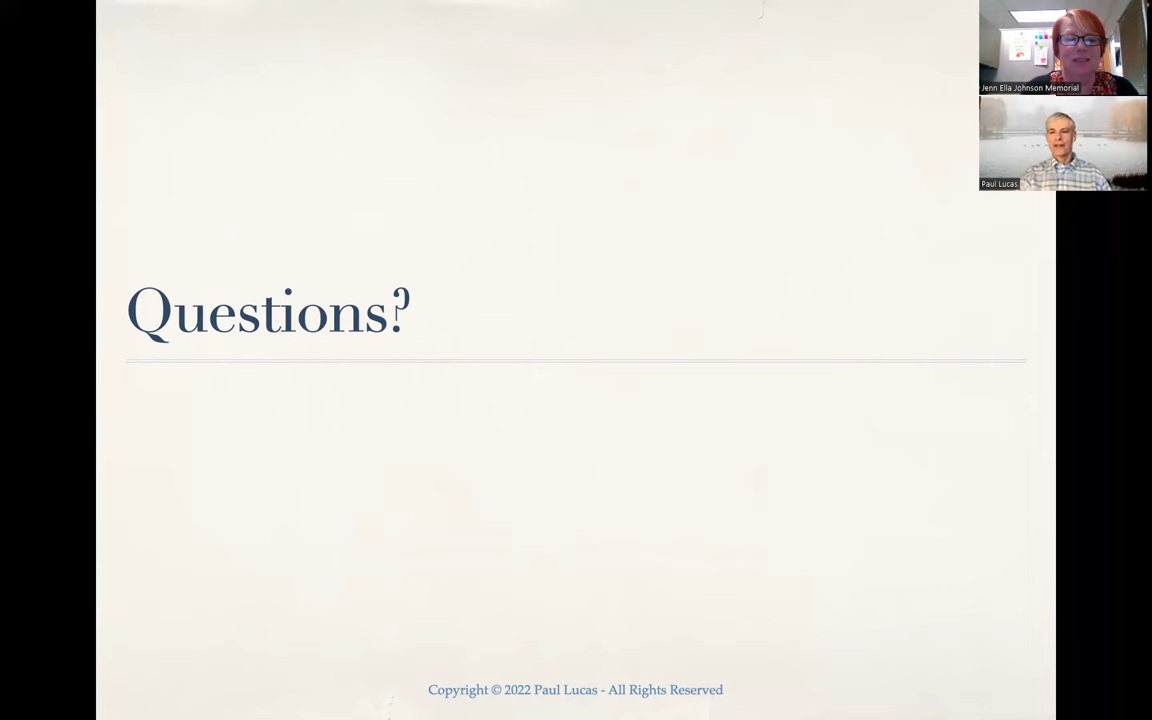 Jenn Ella Johnson Memorial
Paul Lucas
Questions?
Copyright © 2022 Paul Lucas - All Rights Reserved